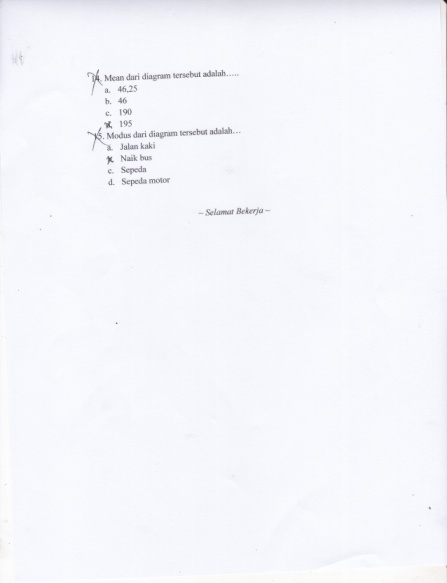 14. Mean dari diagram tersebut adalah.....
a. 46,25
b. 46
c. 190
d. 195
15. Modus dari diagram tersebut adalah...
a. Jalan kaki
b. Naik bus
c. Sepeda
d. Sepeda motor
~ Selamat Bekerja ~